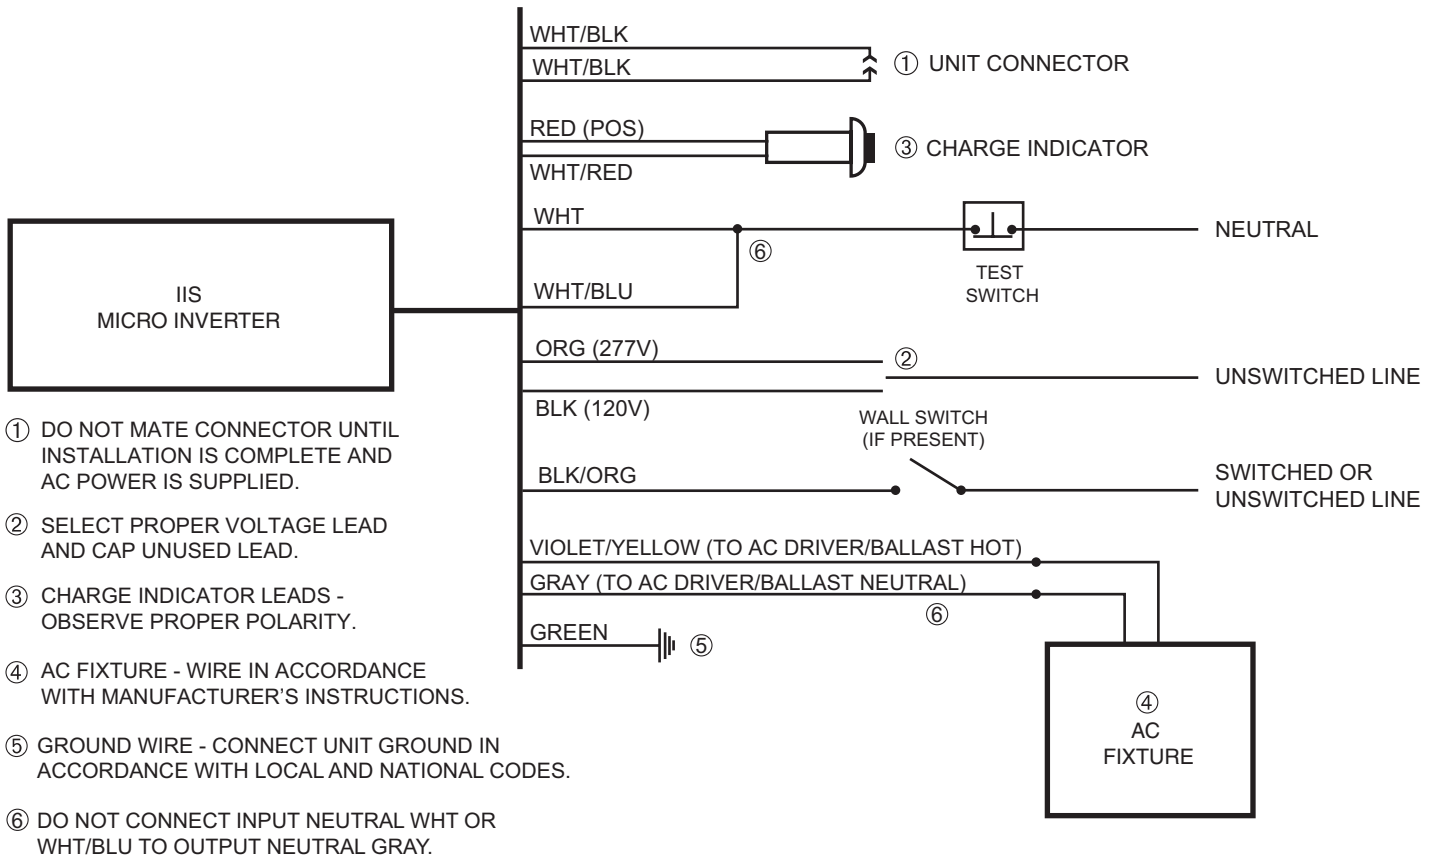 WHT/BLK
WHT/BLK
① UNIT CONNECTOR
RED (POS)
③ CHARGE INDICATOR
WHT/RED
WHT
NEUTRAL
⑥
TEST
SWITCH
WHT/BLU
IIS
MICRO INVERTER
ORG (277V)
②
UNSWITCHED LINE
BLK (120V)
WALL SWITCH
(IF PRESENT)
BLK/ORG
SWITCHED OR
UNSWITCHED LINE
VIOLET/YELLOW (TO AC DRIVER/BALLAST HOT)
GRAY (TO AC DRIVER/BALLAST NEUTRAL)
⑥
GREEN
⑤
④
AC
FIXTURE
① DO NOT MATE CONNECTOR UNTIL
INSTALLATION IS COMPLETE AND
AC POWER IS SUPPLIED.
② SELECT PROPER VOLTAGE LEAD
AND CAP UNUSED LEAD.
③ CHARGE INDICATOR LEADS -
OBSERVE PROPER POLARITY.
④ AC FIXTURE - WIRE IN ACCORDANCE
WITH MANUFACTURER'S INSTRUCTIONS.
⑤ GROUND WIRE - CONNECT UNIT GROUND IN
ACCORDANCE WITH LOCAL AND NATIONAL CODES.
⑥ DO NOT CONNECT INPUT NEUTRAL WHT OR
WHT/BLU TO OUTPUT NEUTRAL GRAY.